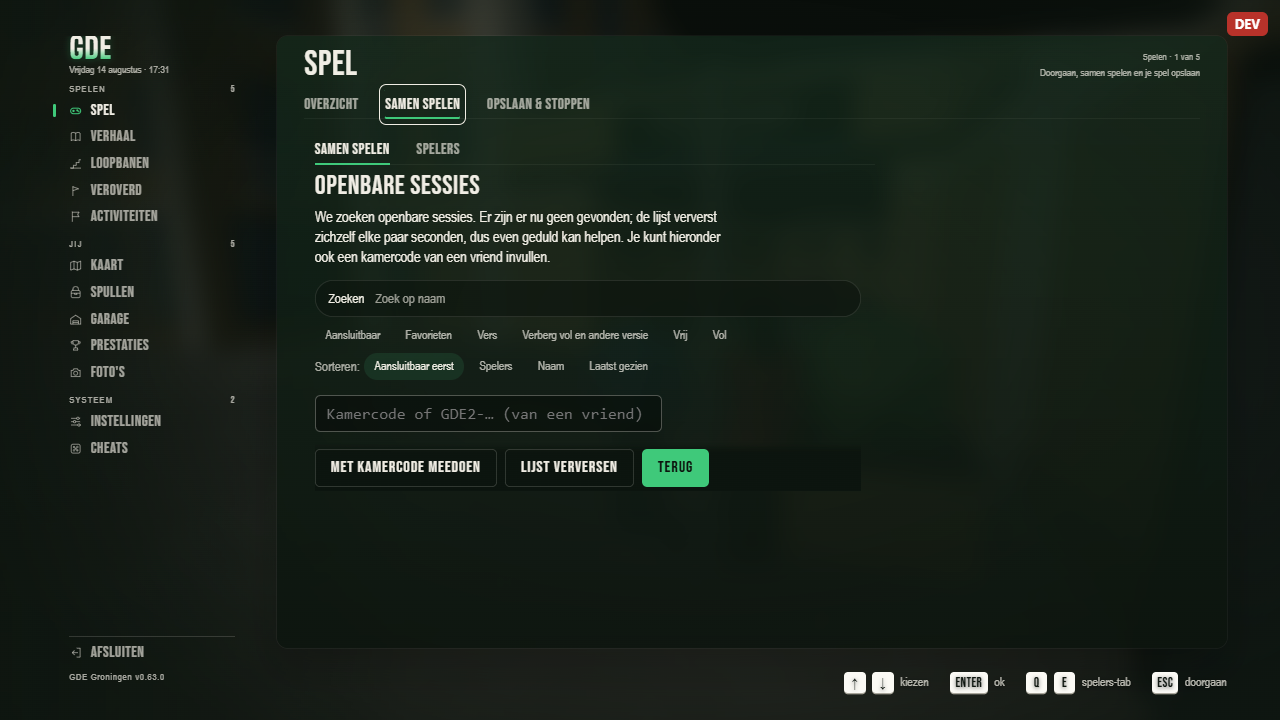 DEV
GDE
Vrijdag 14 augustus · 17:31
SPELEN 5
SPEL
VERHAAL
LOOPBANEN
VEROVERD
ACTIVITEITEN
JIJ 5
KAART
SPULLEN
GARAGE
PRESTATIES
FOTO'S
SYSTEEM 2
INSTELLINGEN
CHEATS
AFSLUITEN
GDE Groningen v0.63.0
SPEL
Spelen · 1 van 5
Doorgaan, samen spelen en je spel opslaan
OVERZICHT SAMEN SPELEN OPSLAAN & STOPPEN
SAMEN SPELEN SPELERS
OPENBARE SESSIES
We zoeken openbare sessies. Er zijn er nu geen gevonden; de lijst ververst
zichzelf elke paar seconden, dus even geduld kan helpen. Je kunt hieronder
ook een kamercode van een vriend invullen.
Zoeken Zoek op naam
Aansluitbaar Favorieten Vers Verberg vol en andere versie Vrij Vol
Sorteren: Aansluitbaar eerst Spelers Naam Laatst gezien
Kamercode of GDE2-… (van een vriend)
MET KAMERCODE MEEDOEN LIJST VERVERSEN TERUG
↑ ↓ kiezen ENTER ok Q E spelers-tab ESC doorgaan